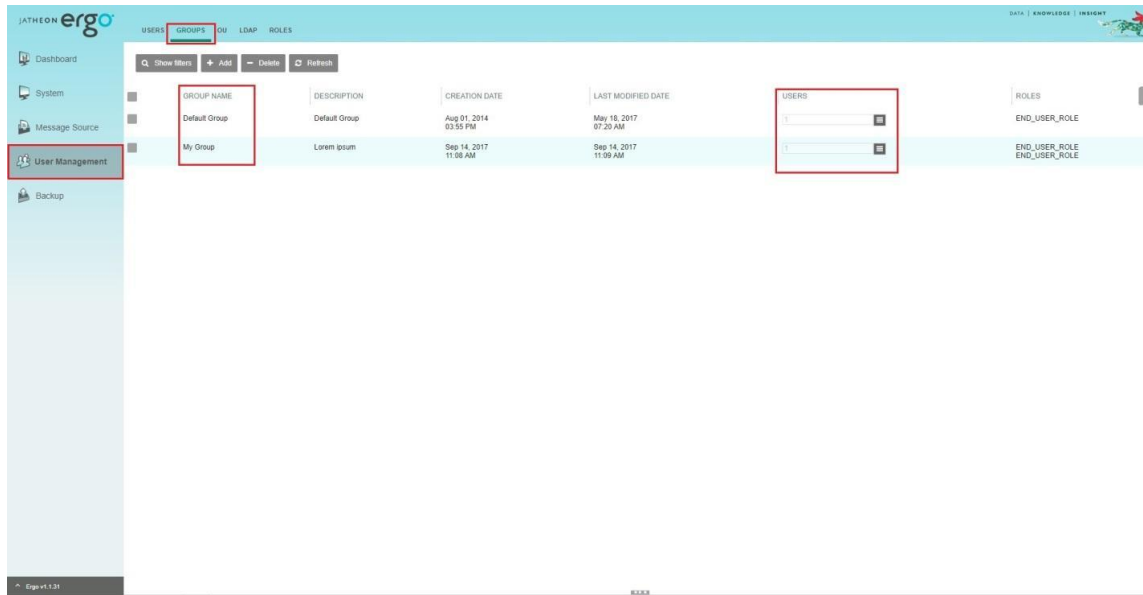 JATHEON ergo
USERS GROUPS OU LDAP ROLES
DATA | KNOWLEDGE | INSIGHT
Dashboard
System
Message Source
User Management
Backup
Show filters
Add
Delete
Refresh
GROUP NAME DESCRIPTION CREATION DATE LAST MODIFIED DATE USERS ROLES
Default Group Default Group Aug 01, 2014 May 18, 2017 1 END_USER_ROLE
03:55 PM 07:20 AM
My Group Lorem ipsum Sep 14, 2017 Sep 14, 2017 1 END_USER_ROLE
11:08 AM 11:09 AM END_USER_ROLE
Ergo v1.1.31